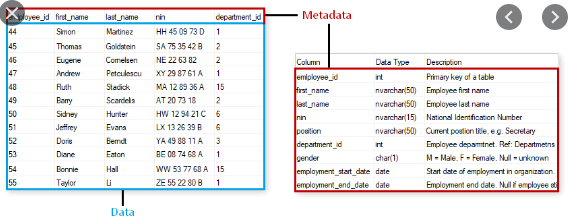 Metadata
employee_id first_name last_name nin department_id
44 Simon Martinez HH 45 09 73 D 1
45 Thomas Goldstein SA 75 35 42 B 2
46 Eugene Comelsen NE 22 63 82 2
47 Andrew Petculescu XY 29 87 61 A 1
48 Ruth Stadick MA 12 89 36 A 15
49 Barry Scardelis AT 20 73 18 2
50 Sidney Hunter HW 12 94 21 C 6
51 Jeffrey Evans LX 13 26 39 B 6
52 Doris Berndt YA 49 88 11 A 3
53 Diane Eaton BE 08 74 68 A 1
54 Bonnie Hall WW 53 77 68 A 15
55 Taylor Li ZE 55 22 80 B 1
Data
Column Data Type Description
emlployee_id int Primary key of a table
first_name nvarchar(50) Employee first name
last_name nvarchar(50) Employee last name
nin nvarchar(15) National Identification Number
position nvarchar(50) Current postion title, e.g. Secretary
department_id int Employee departmtnet. Ref: Departmetns
gender char(1) M = Male, F = Female, Null = unknown
employment_start_date date Start date of employment in organization.
employment_end_date date Employment end date. Null if employee